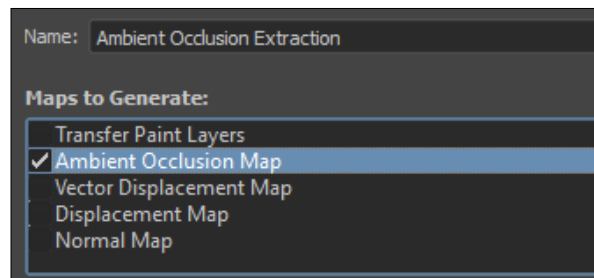 Name: Ambient Occlusion Extraction
Maps to Generate:
Transfer Paint Layers
Ambient Occlusion Map
Vector Displacement Map
Displacement Map
Normal Map